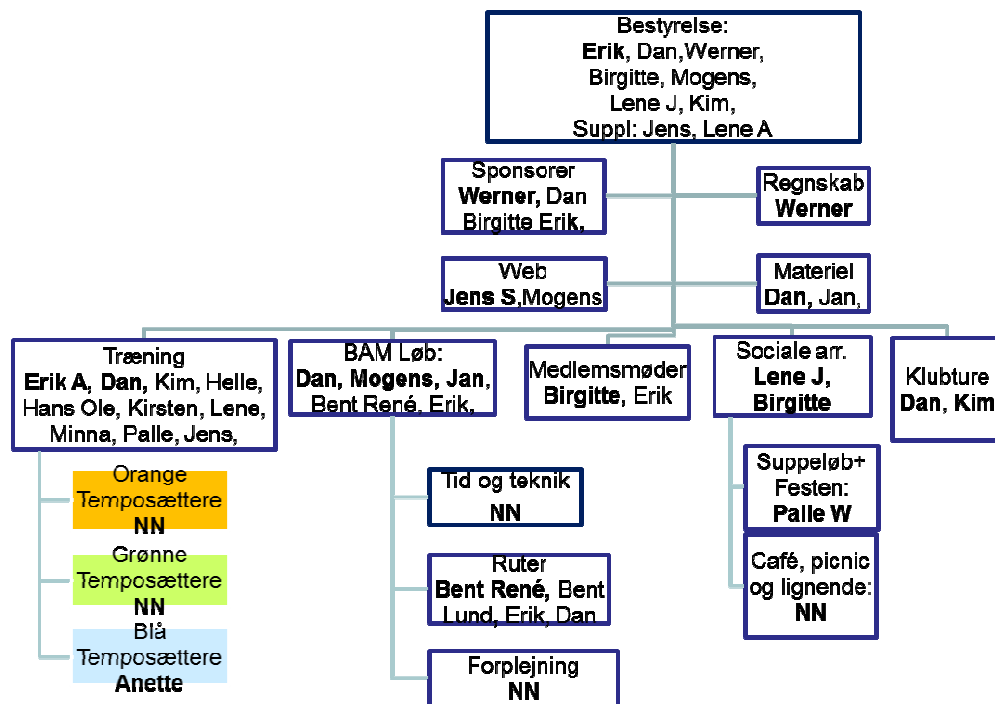 Bestyrelse:
Erik, Dan,Werner,
Birgitte, Mogens,
Lene J, Kim,
Suppl: Jens, Lene A
Sponsorer
Werner, Dan
Birgitte Erik,
Regnskab
Werner
Web
Jens S,Mogens
Materiel
Dan, Jan,
Træning
Erik A, Dan, Kim, Helle,
Hans Ole, Kirsten, Lene,
Minna, Palle, Jens,
BAM Løb:
Dan, Mogens, Jan,
Bent René, Erik,
Medlemsmøder
Birgitte, Erik
Sociale arr.
Lene J,
Birgitte
Klubture
Dan, Kim
Orange
Temposættere
NN
Grønne
Temposættere
NN
Blå
Temposættere
Anette
Tid og teknik
NN
Ruter
Bent René, Bent
Lund, Erik, Dan
Forplejning
NN
Suppeløb+
Festen:
Palle W
Café, picnic
og lignende:
NN